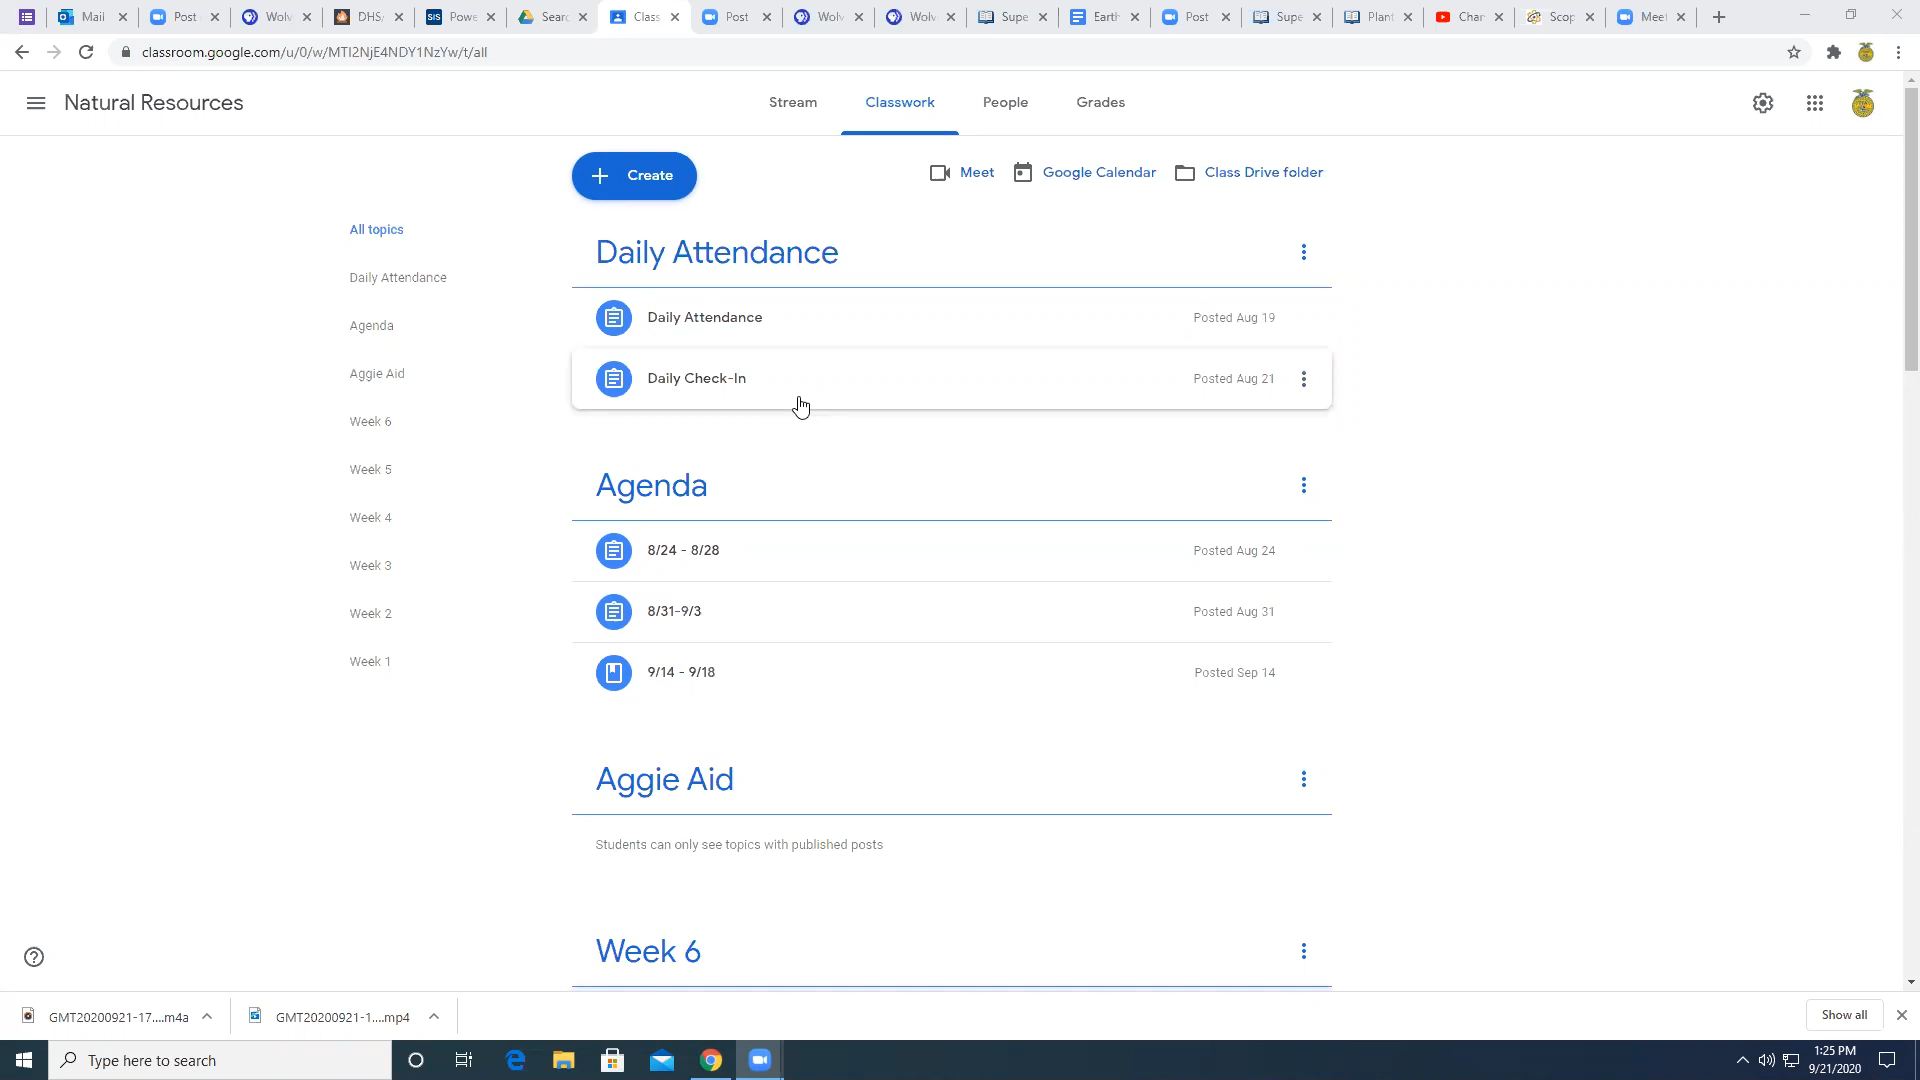 Mail Post Wolv Wolv DHS/ SIS Powe Searc Class Post Wolv Wolv Supe Earth Post Supe Plant Char Scop Meet
classroom.google.com/u/0/w/MTI2NjE4NDY1NzYw/t/all
Natural Resources Stream Classwork People Grades
Create Meet Google Calendar Class Drive folder
All topics
Daily Attendance
Agenda
Aggie Aid
Week 6
Week 5
Week 4
Week 3
Week 2
Week 1
Daily Attendance
Daily Attendance Posted Aug 19
Daily Check-In Posted Aug 21
Agenda
8/24 - 8/28 Posted Aug 24
8/31-9/3 Posted Aug 31
9/14 - 9/18 Posted Sep 14
Aggie Aid
Students can only see topics with published posts
Week 6
GMT20200921-17....m4a GMT20200921-1....mp4 Show all
Type here to search 1:25 PM
9/21/2020